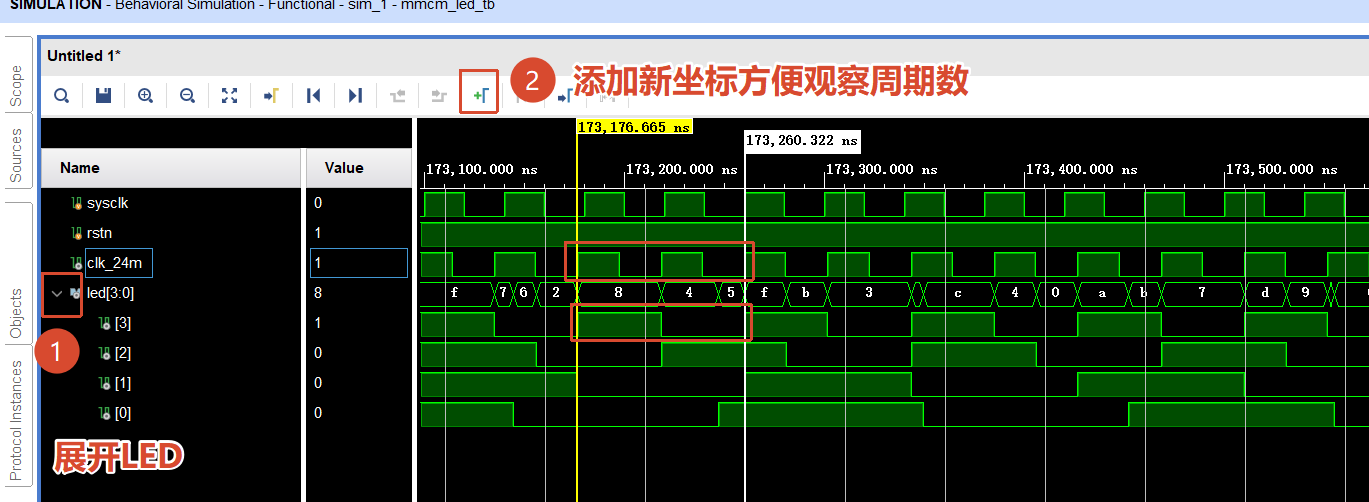 SIMULATION - Behavioral Simulation - Functional - sim_1 - mmcm_led_tb
Untitled 1*
2 添加新坐标方便观察周期数
173,176.665 ns
173,260.322 ns
173,100.000 ns 173,200.000 ns 173,300.000 ns 173,400.000 ns 173,500.000 ns
Name Value
sysclk 0
rstn 1
clk_24m 1
led[3:0] 8 f 7 6 2 8 4 5 f b 3 c 4 0 a b 7 d 9
[3] 1
[2] 0
[1] 0
[0] 0
1
展开LED
Scope
Sources
Objects
Protocol Instances